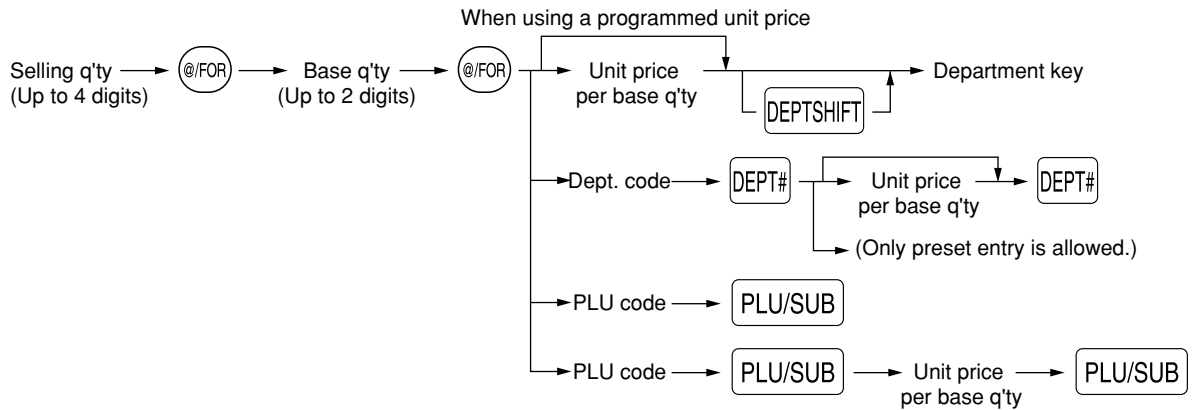 When using a programmed unit price
Selling q'ty
(Up to 4 digits)
@/FOR
Base q'ty
(Up to 2 digits)
@/FOR
Unit price
per base q'ty
DEPTSHIFT
Department key
Dept. code
DEPT#
Unit price
per base q'ty
DEPT#
(Only preset entry is allowed.)
PLU code
PLU/SUB
PLU code
PLU/SUB
Unit price
per base q'ty
PLU/SUB